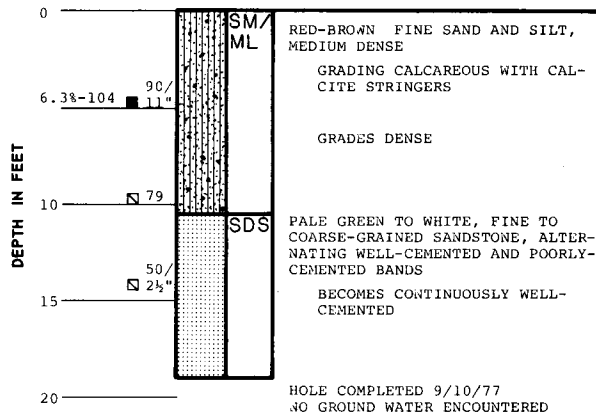 0
SM/
ML
RED-BROWN FINE SAND AND SILT,
MEDIUM DENSE
GRADING CALCAREOUS WITH CAL-
CITE STRINGERS
6.3%-104
90/
11"
GRADES DENSE
DEPTH IN FEET
79
10
SDS
PALE GREEN TO WHITE, FINE TO
COARSE-GRAINED SANDSTONE, ALTER-
NATING WELL-CEMENTED AND POORLY-
CEMENTED BANDS
50/
2½"
15
BECOMES CONTINUOUSLY WELL-
CEMENTED
20
HOLE COMPLETED 9/10/77
NO GROUND WATER ENCOUNTERED